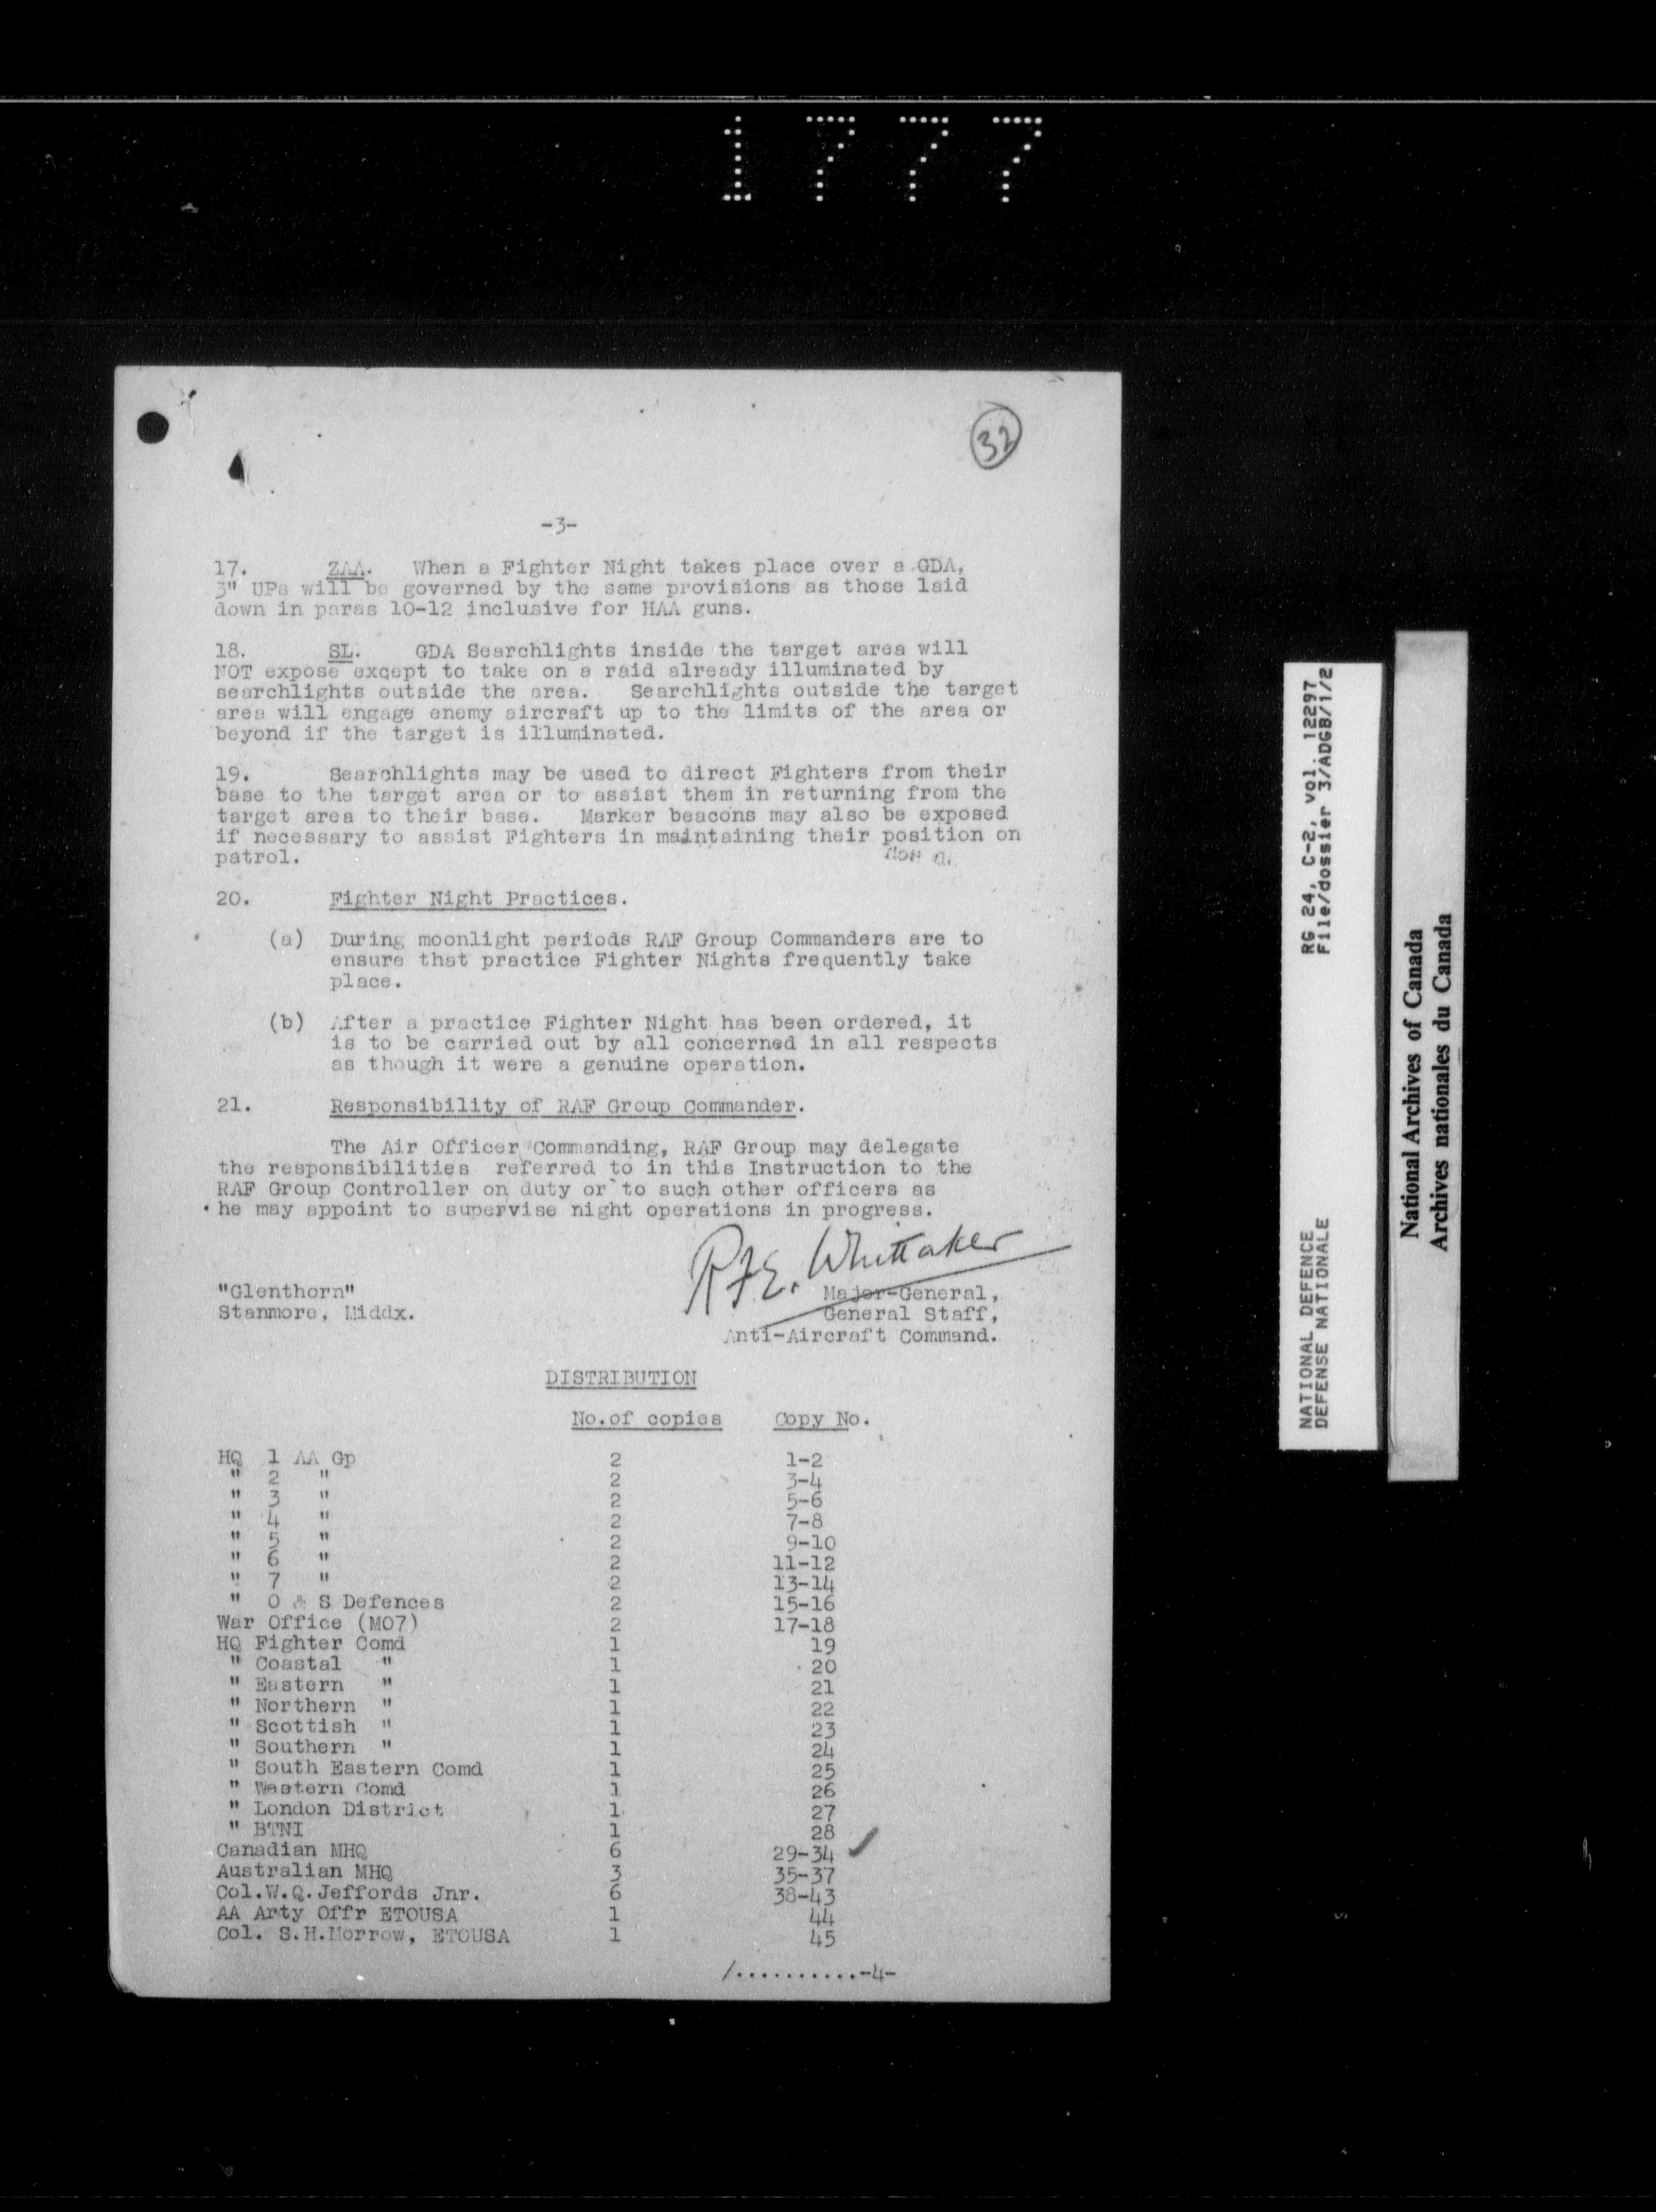 1777
32
-3-
17. ZAA. When a Fighter Night takes place over a GDA,
3" UPs will be governed by the same provisions as those laid
down in paras 10-12 inclusive for HAA guns.
18. SL. GDA Searchlights inside the target area will
NOT expose except to take on a raid already illuminated by
searchlights outside the area. Searchlights outside the target
area will engage enemy aircraft up to the limits of the area or
beyond if the target is illuminated.
19. Searchlights may be used to direct Fighters from their
base to the target area or to assist them in returning from the
target area to their base. Marker beacons may also be exposed
if necessary to assist Fighters in maintaining their position on
patrol.
20. Fighter Night Practices.
(a) During moonlight periods RAF Group Commanders are to
ensure that practice Fighter Nights frequently take
place.
(b) After a practice Fighter Night has been ordered, it
is to be carried out by all concerned in all respects
as though it were a genuine operation.
21. Responsibility of RAF Group Commander.
The Air Officer Commanding, RAF Group may delegate
the responsibilities referred to in this Instruction to the
RAF Group Controller on duty or to such other officers as
he may appoint to supervise night operations in progress.
RFE. Whittaker
"Glenthorn" Major-General,
Stanmore, Middx. General Staff,
Anti-Aircraft Command.
DISTRIBUTION
No.of copies Copy No.
HQ 1 AA Gp 2 1-2
" 2 " 2 3-4
" 3 " 2 5-6
" 4 " 2 7-8
" 5 " 2 9-10
" 6 " 2 11-12
" 7 " 2 13-14
" O & S Defences 2 15-16
War Office (MO7) 2 17-18
HQ Fighter Comd 1 19
" Coastal " 1 20
" Eastern " 1 21
" Northern " 1 22
" Scottish " 1 23
" Southern " 1 24
" South Eastern Comd 1 25
" Western Comd 1 26
" London District 1 27
" BTNI 1 28
Canadian MHQ 6 29-34
Australian MHQ 3 35-37
Col.W.Q.Jeffords Jnr. 6 38-43
AA Arty Offr ETOUSA 1 44
Col. S.H.Morrow, ETOUSA 1 45
/..........-4-
NATIONAL DEFENCE RG 24, C-2, vol. 12297
DEFENSE NATIONALE File/dossier 3/ADGB/1/2
National Archives of Canada
Archives nationales du Canada